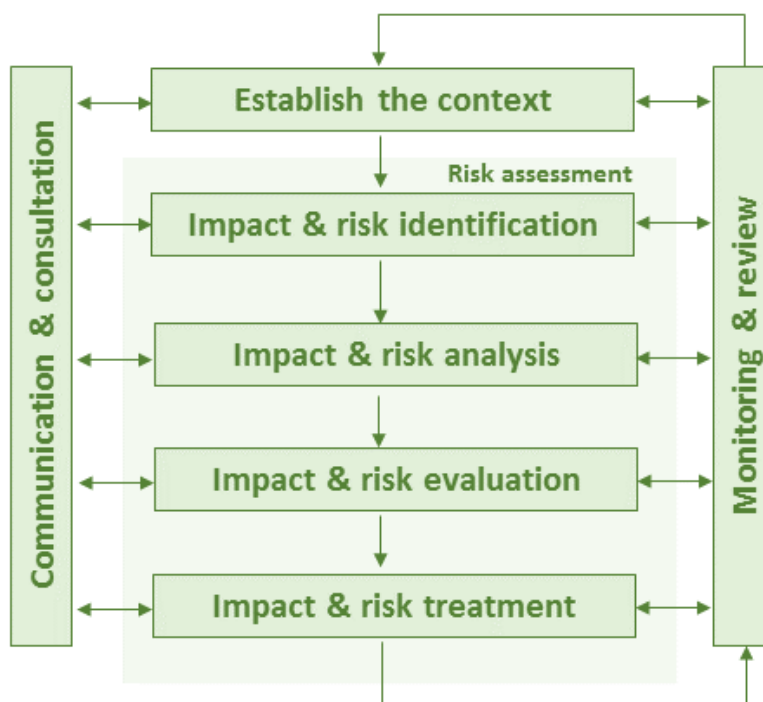 Establish the context
Risk assessment
Impact & risk identification
Impact & risk analysis
Impact & risk evaluation
Impact & risk treatment
Communication & consultation
Monitoring & review